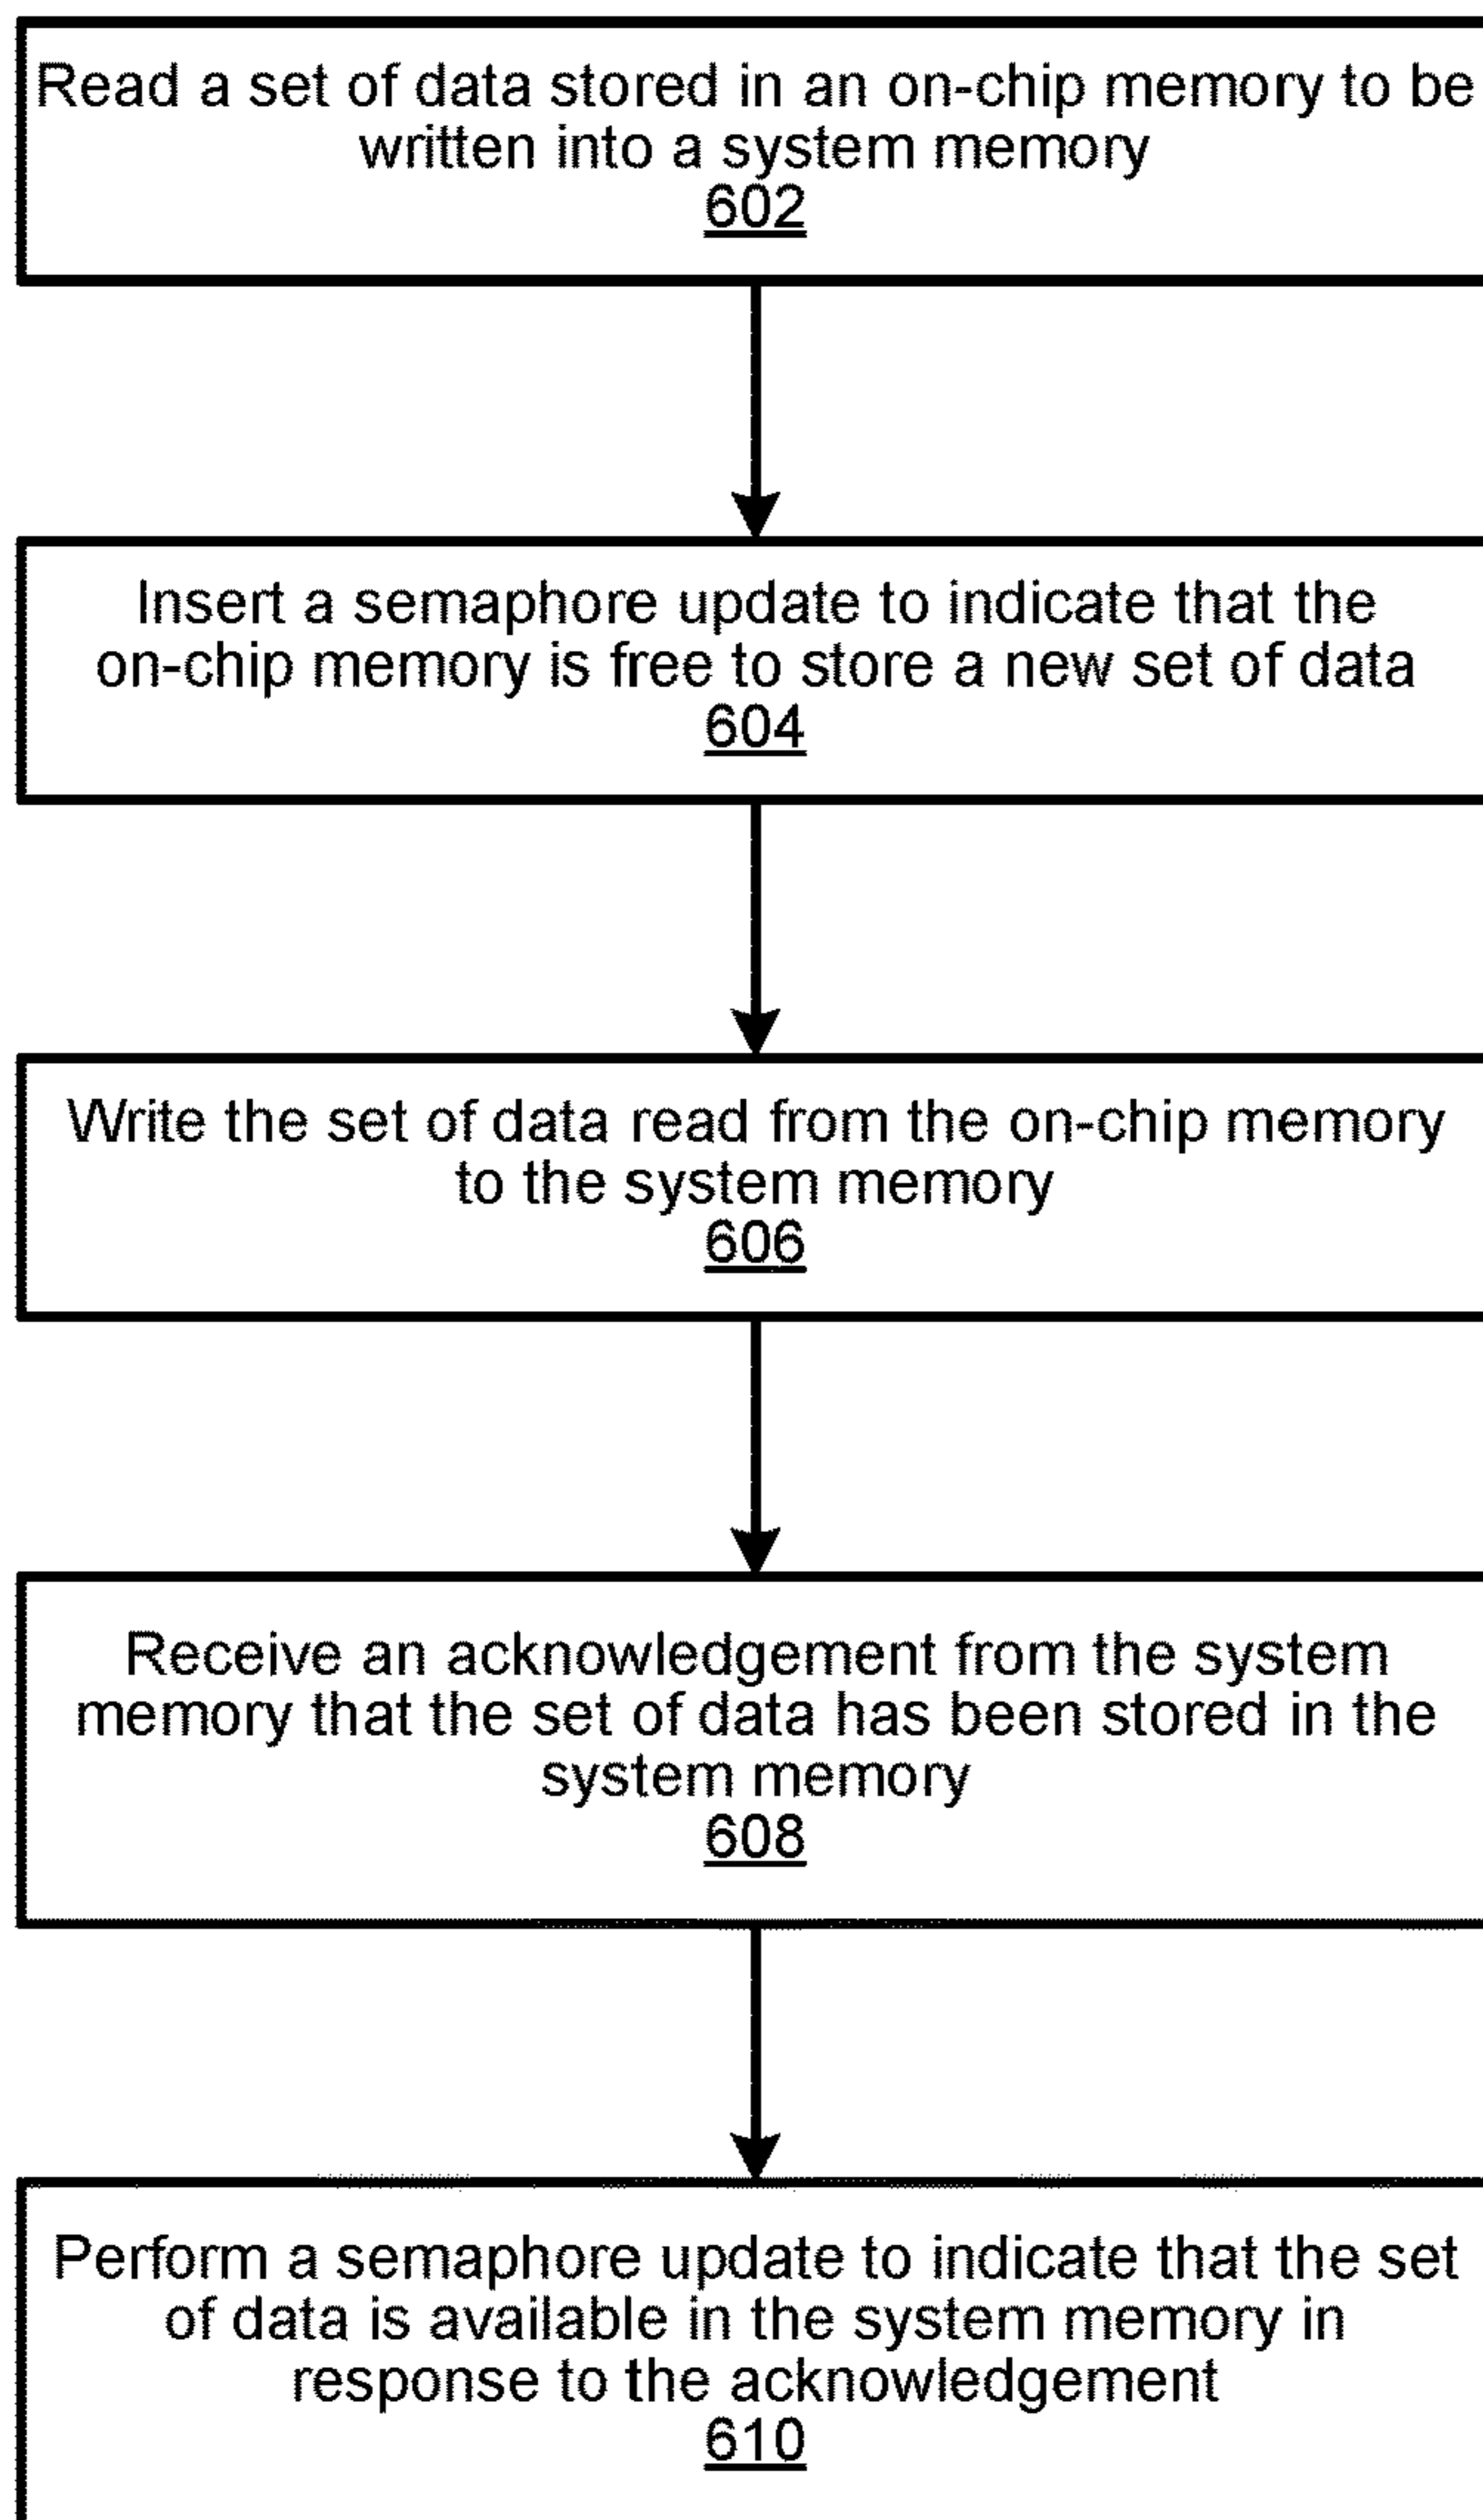 Read a set of data stored in an on-chip memory to be
written into a system memory
602
Insert a semaphore update to indicate that the
on-chip memory is free to store a new set of data
604
Write the set of data read from the on-chip memory
to the system memory
606
Receive an acknowledgement from the system
memory that the set of data has been stored in the
system memory
608
Perform a semaphore update to indicate that the set
of data is available in the system memory in
response to the acknowledgement
610